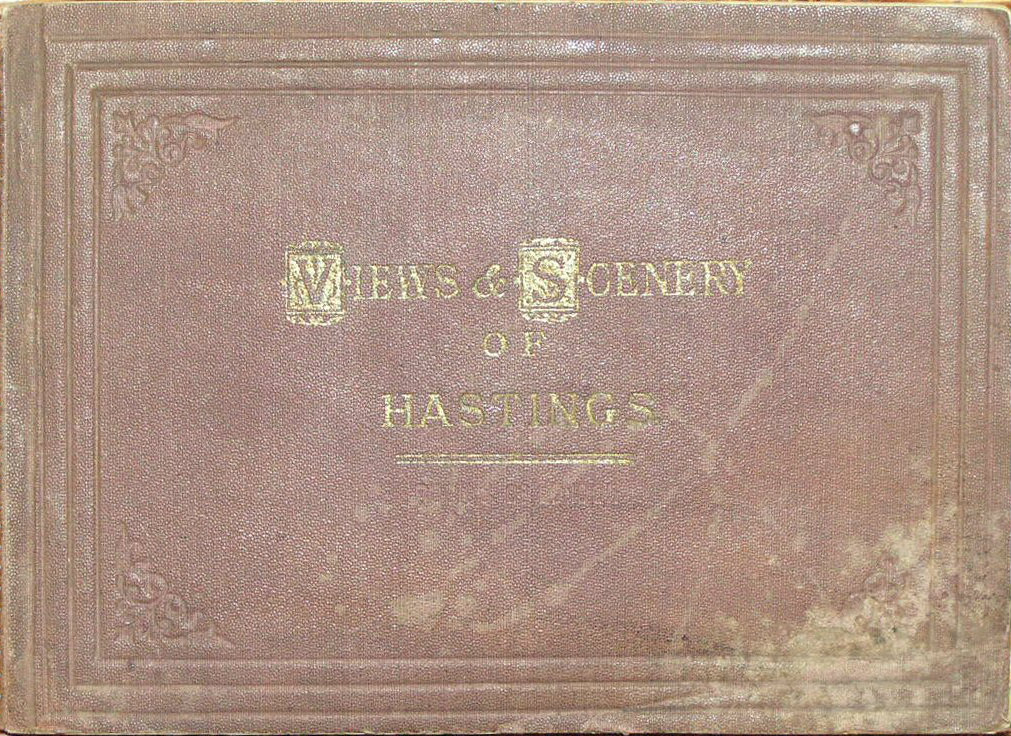 VIEWS & SCENERY
OF
HASTINGS